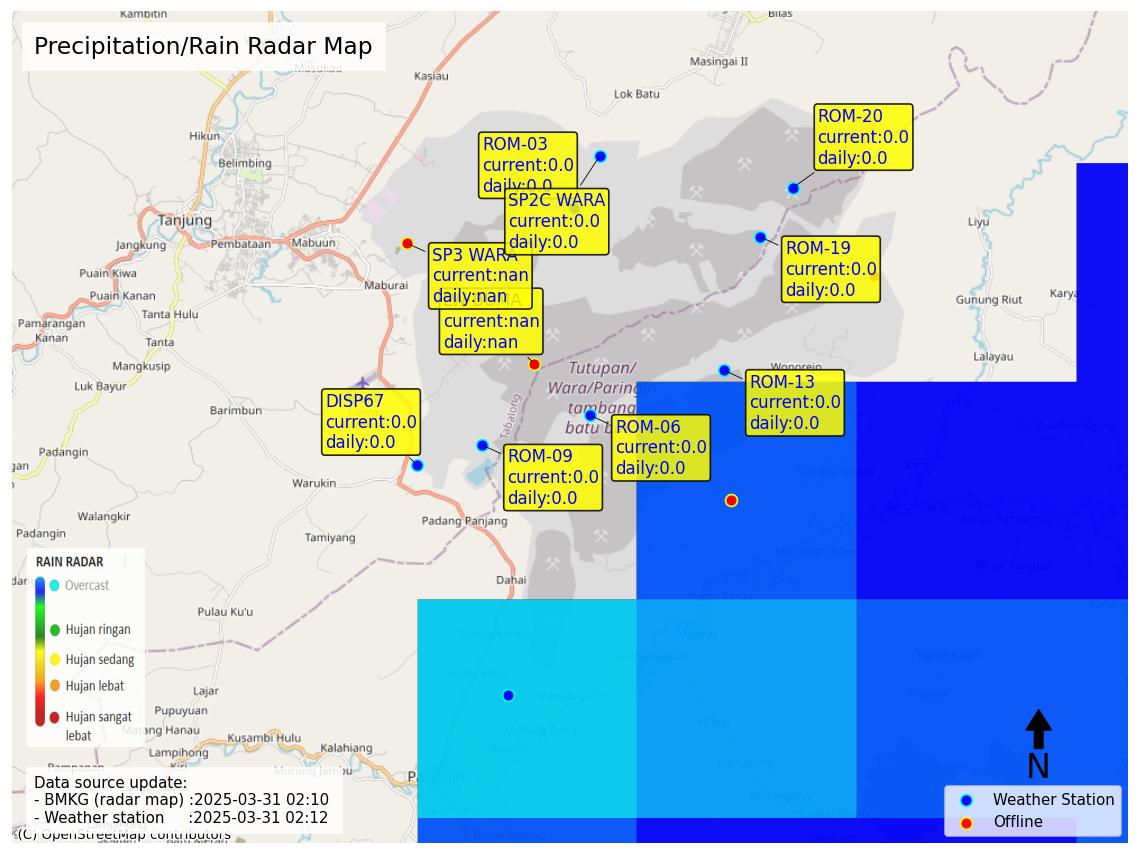 Precipitation/Rain Radar Map
Kambitin
Bilas
Masukau
Kasiau
Masingai II
Lok Batu
Hikun
Belimbing
Tanjung
Jangkung
Pembataan
Mabuun
Puain Kiwa
Maburai
Puain Kanan
Tanta Hulu
Pamarangan
Kanan
Tanta
Mangkusip
Luk Bayur
Barimbun
Padangin
Warukin
Walangkir
Padangin
Tamiyang
Padang Panjang
Dahai
Pulau Ku'u
Lajar
Pupuyuan
Matang Hanau
Lampihong
Kusambi Hulu
Kalahiang
Murung Jambu
Paringin
Liyu
Gunung Riut
Karya
Lalayau
Wonorejo
Tabalong
Tutupan/
Wara/Paringin
tambang
batu b
ROM-03
current:0.0
daily:0.0
SP2C WARA
current:0.0
daily:0.0
ROM-20
current:0.0
daily:0.0
ROM-19
current:0.0
daily:0.0
SP3 WARA
current:nan
daily:nan
current:nan
daily:nan
ROM-13
current:0.0
daily:0.0
DISP67
current:0.0
daily:0.0
ROM-06
current:0.0
daily:0.0
ROM-09
current:0.0
daily:0.0
RAIN RADAR
Overcast
Hujan ringan
Hujan sedang
Hujan lebat
Hujan sangat
lebat
Data source update:
- BMKG (radar map) :2025-03-31 02:10
- Weather station :2025-03-31 02:12
(C) OpenStreetMap contributors
N
Weather Station
Offline